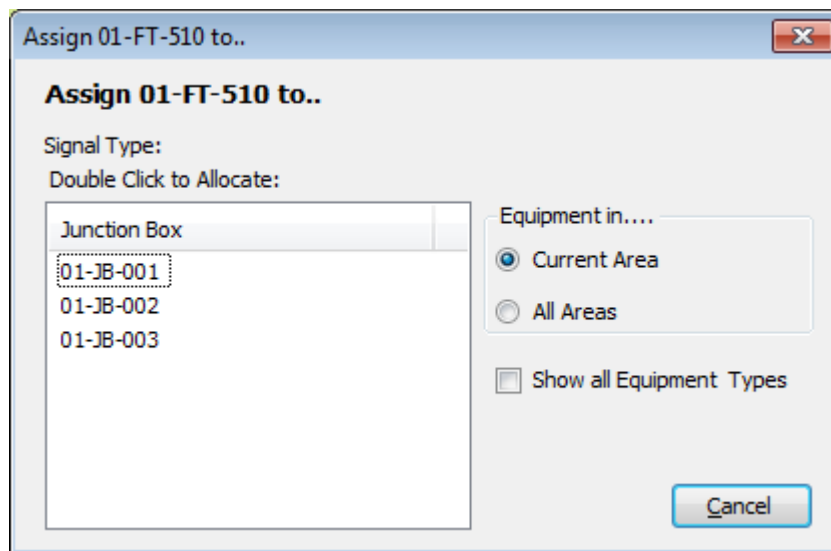 Assign 01-FT-510 to..
Assign 01-FT-510 to..
Signal Type:
Double Click to Allocate:
Junction Box
01-JB-001
01-JB-002
01-JB-003
Equipment in....
Current Area
All Areas
Show all Equipment Types
Cancel